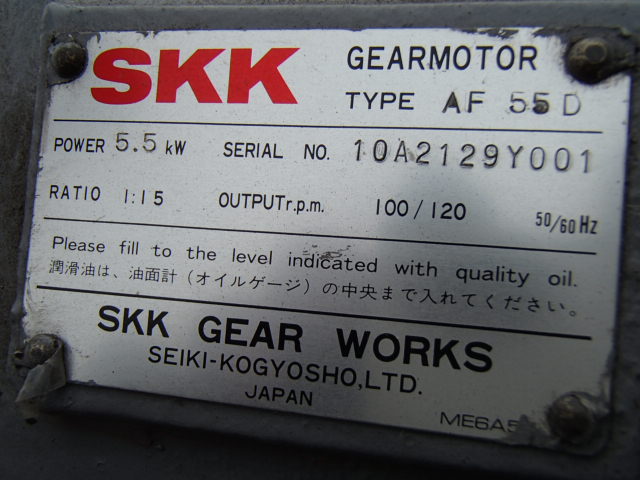 SKK GEARMOTOR
TYPE AF 55D
POWER 5.5 kW SERIAL NO. 10A2129Y001
RATIO 1:15 OUTPUT r.p.m. 100/120 50/60 Hz
Please fill to the level indicated with quality oil.
潤滑油は、油面計(オイルゲージ)の中央まで入れてください。
SKK GEAR WORKS
SEIKI-KOGYOSHO,LTD.
JAPAN